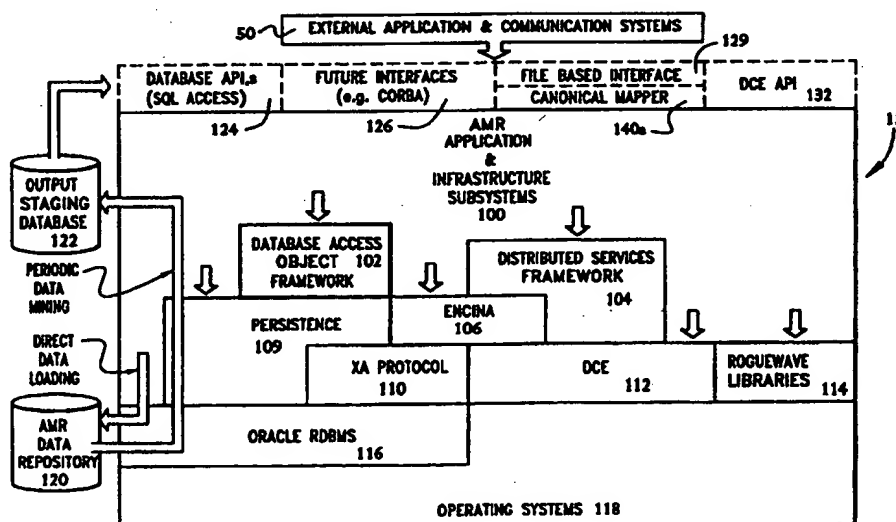 50
EXTERNAL APPLICATION & COMMUNICATION SYSTEMS
DATABASE API,s
(SQL ACCESS)
124
FUTURE INTERFACES
(e.g. CORBA)
126
FILE BASED INTERFACE
129
CANONICAL MAPPER
140a
DCE API
132
AMR
APPLICATION
&
INFRASTRUCTURE
SUBSYSTEMS
100
OUTPUT
STAGING
DATABASE
122
PERIODIC
DATA
MINING
DIRECT
DATA
LOADING
AMR
DATA
REPOSITORY
120
DATABASE ACCESS
OBJECT 102
FRAMEWORK
DISTRIBUTED SERVICES
FRAMEWORK
104
PERSISTENCE
109
ENCINA
106
XA PROTOCOL
110
DCE
112
ROGUEWAVE
LIBRARIES
114
ORACLE RDBMS
116
OPERATING SYSTEMS 118